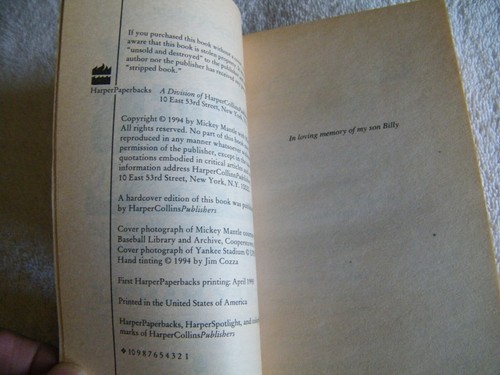 If you purchased this book without a
aware that this book is stolen property
"unsold and destroyed" to the
author nor the publisher has received
"stripped book."
HarperPaperbacks
A Division of HarperCollins
10 East 53rd Street, New York
Copyright © 1994 by Mickey Mantle
All rights reserved. No part of this book
reproduced in any manner whatsoever
permission of the publisher, except in the
quotations embodied in critical articles
information address HarperCollins
10 East 53rd Street, New York, N.Y.
A hardcover edition of this book was
by HarperCollinsPublishers
Cover photograph of Mickey Mantle
Baseball Library and Archive,
Cover photograph of Yankee Stadium ©
Hand tinting © 1994 by Jim Cozza
First HarperPaperbacks printing: April
Printed in the United States of America
HarperPaperbacks, HarperSpotlight, and
marks of HarperCollinsPublishers
10 9 8 7 6 5 4 3 2 1
In loving memory of my son Billy